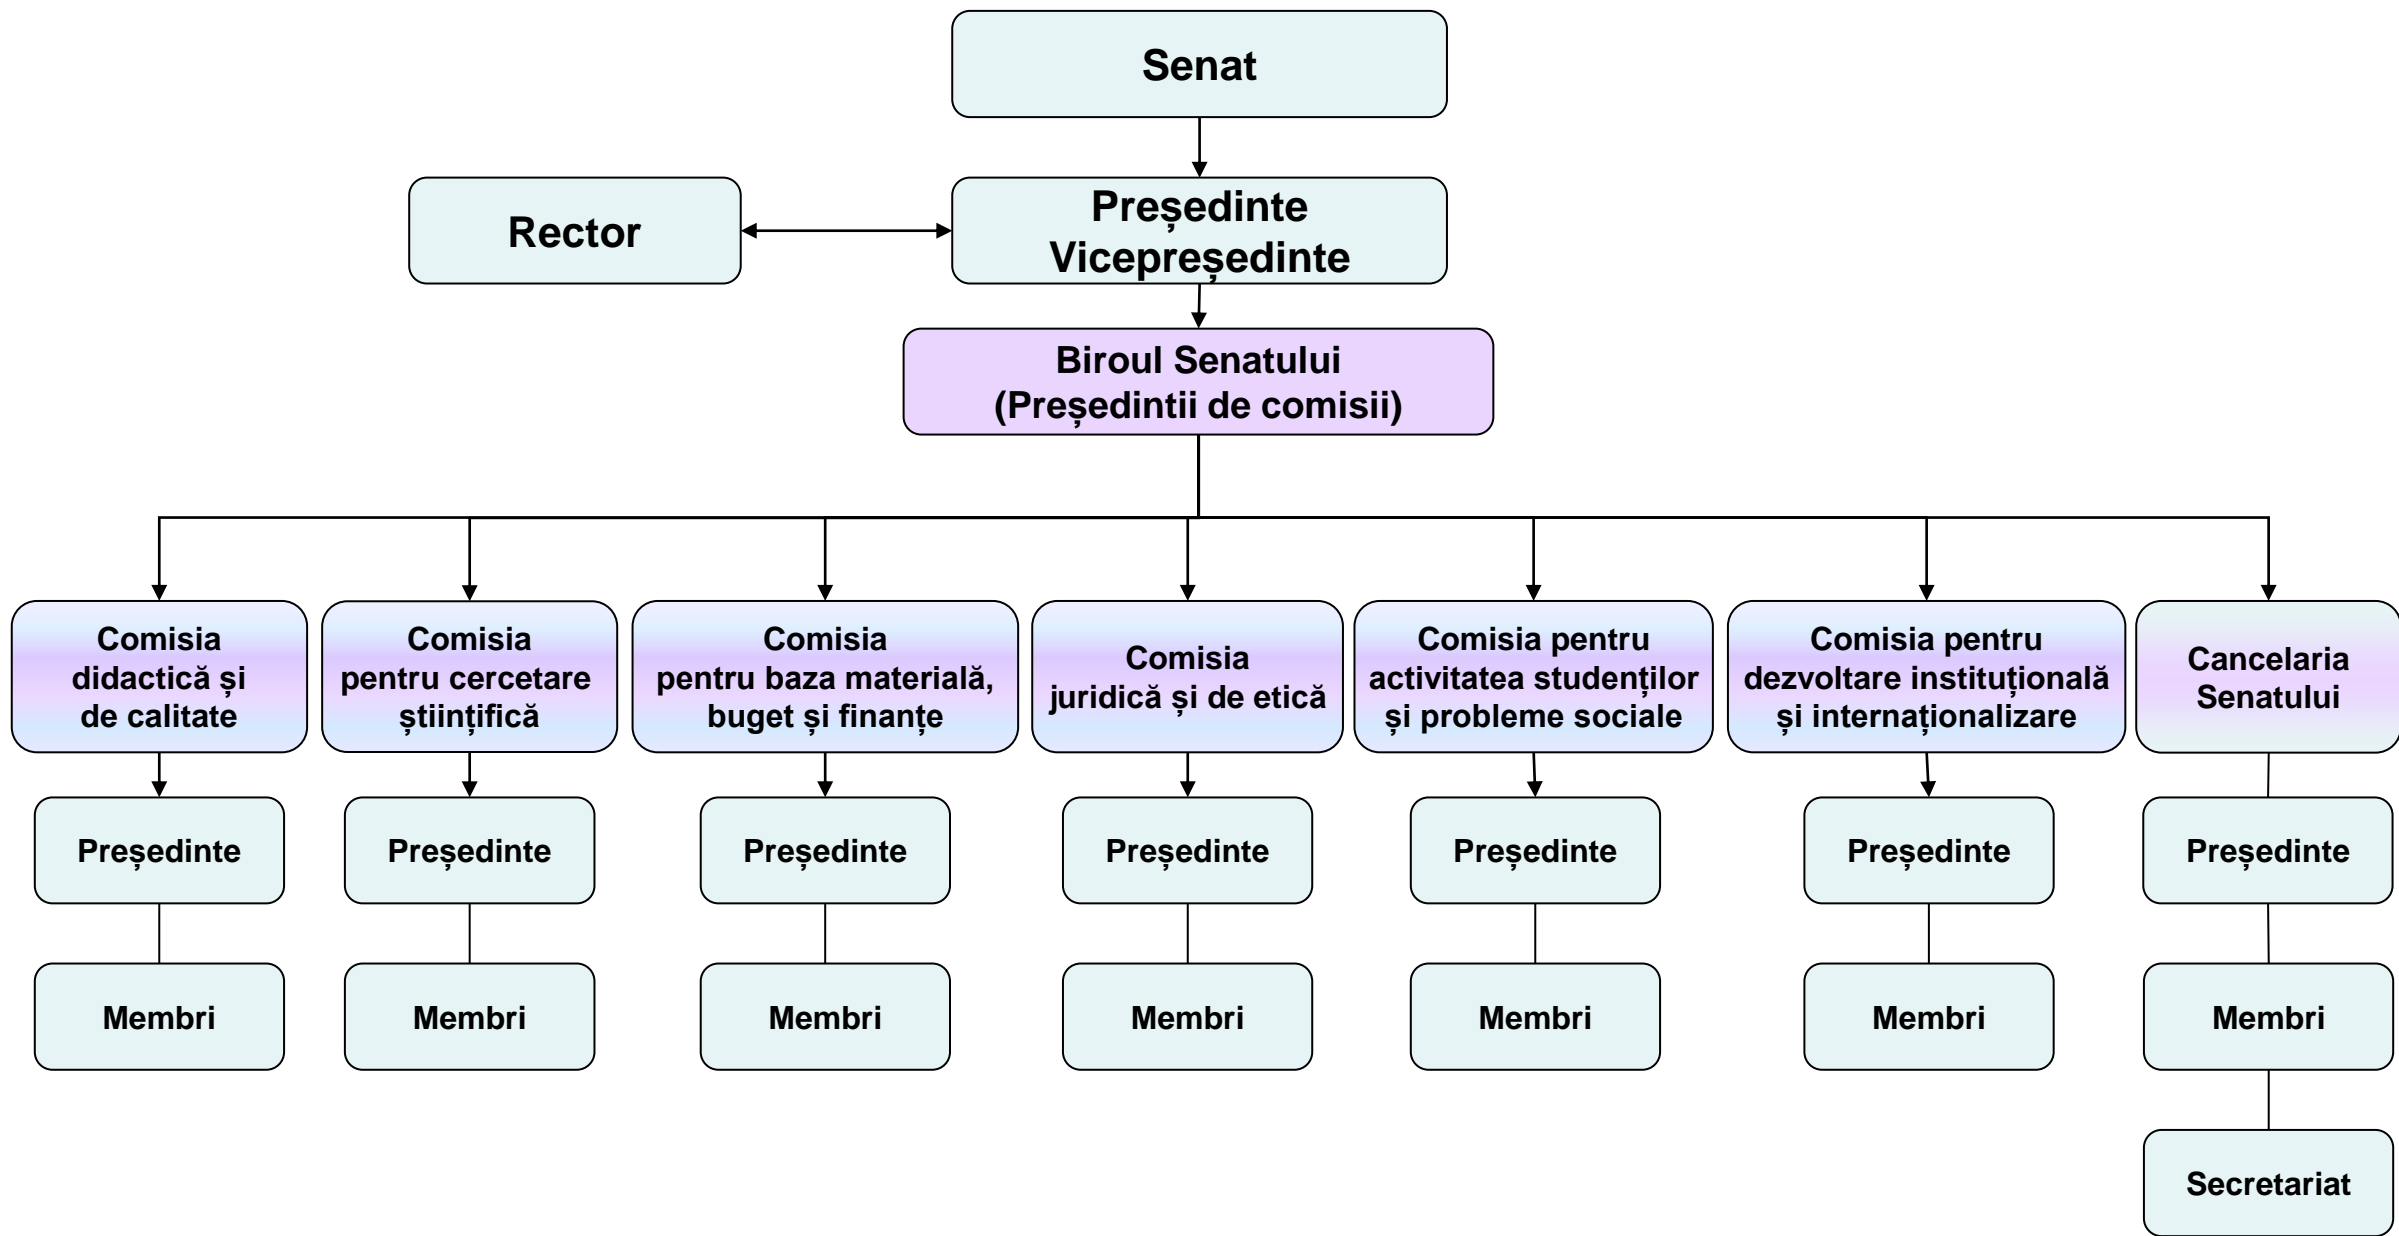 Senat
Rector
Președinte
Vicepreședinte
Biroul Senatului
(Președintii de comisii)
Comisia
didactică și
de calitate
Comisia
pentru cercetare
științifică
Comisia
pentru baza materială,
buget și finanțe
Comisia
juridică și de etică
Comisia pentru
activitatea studenților
și probleme sociale
Comisia pentru
dezvoltare instituțională
și internaționalizare
Cancelaria
Senatului
Președinte
Președinte
Președinte
Președinte
Președinte
Președinte
Președinte
Membri
Membri
Membri
Membri
Membri
Membri
Membri
Secretariat